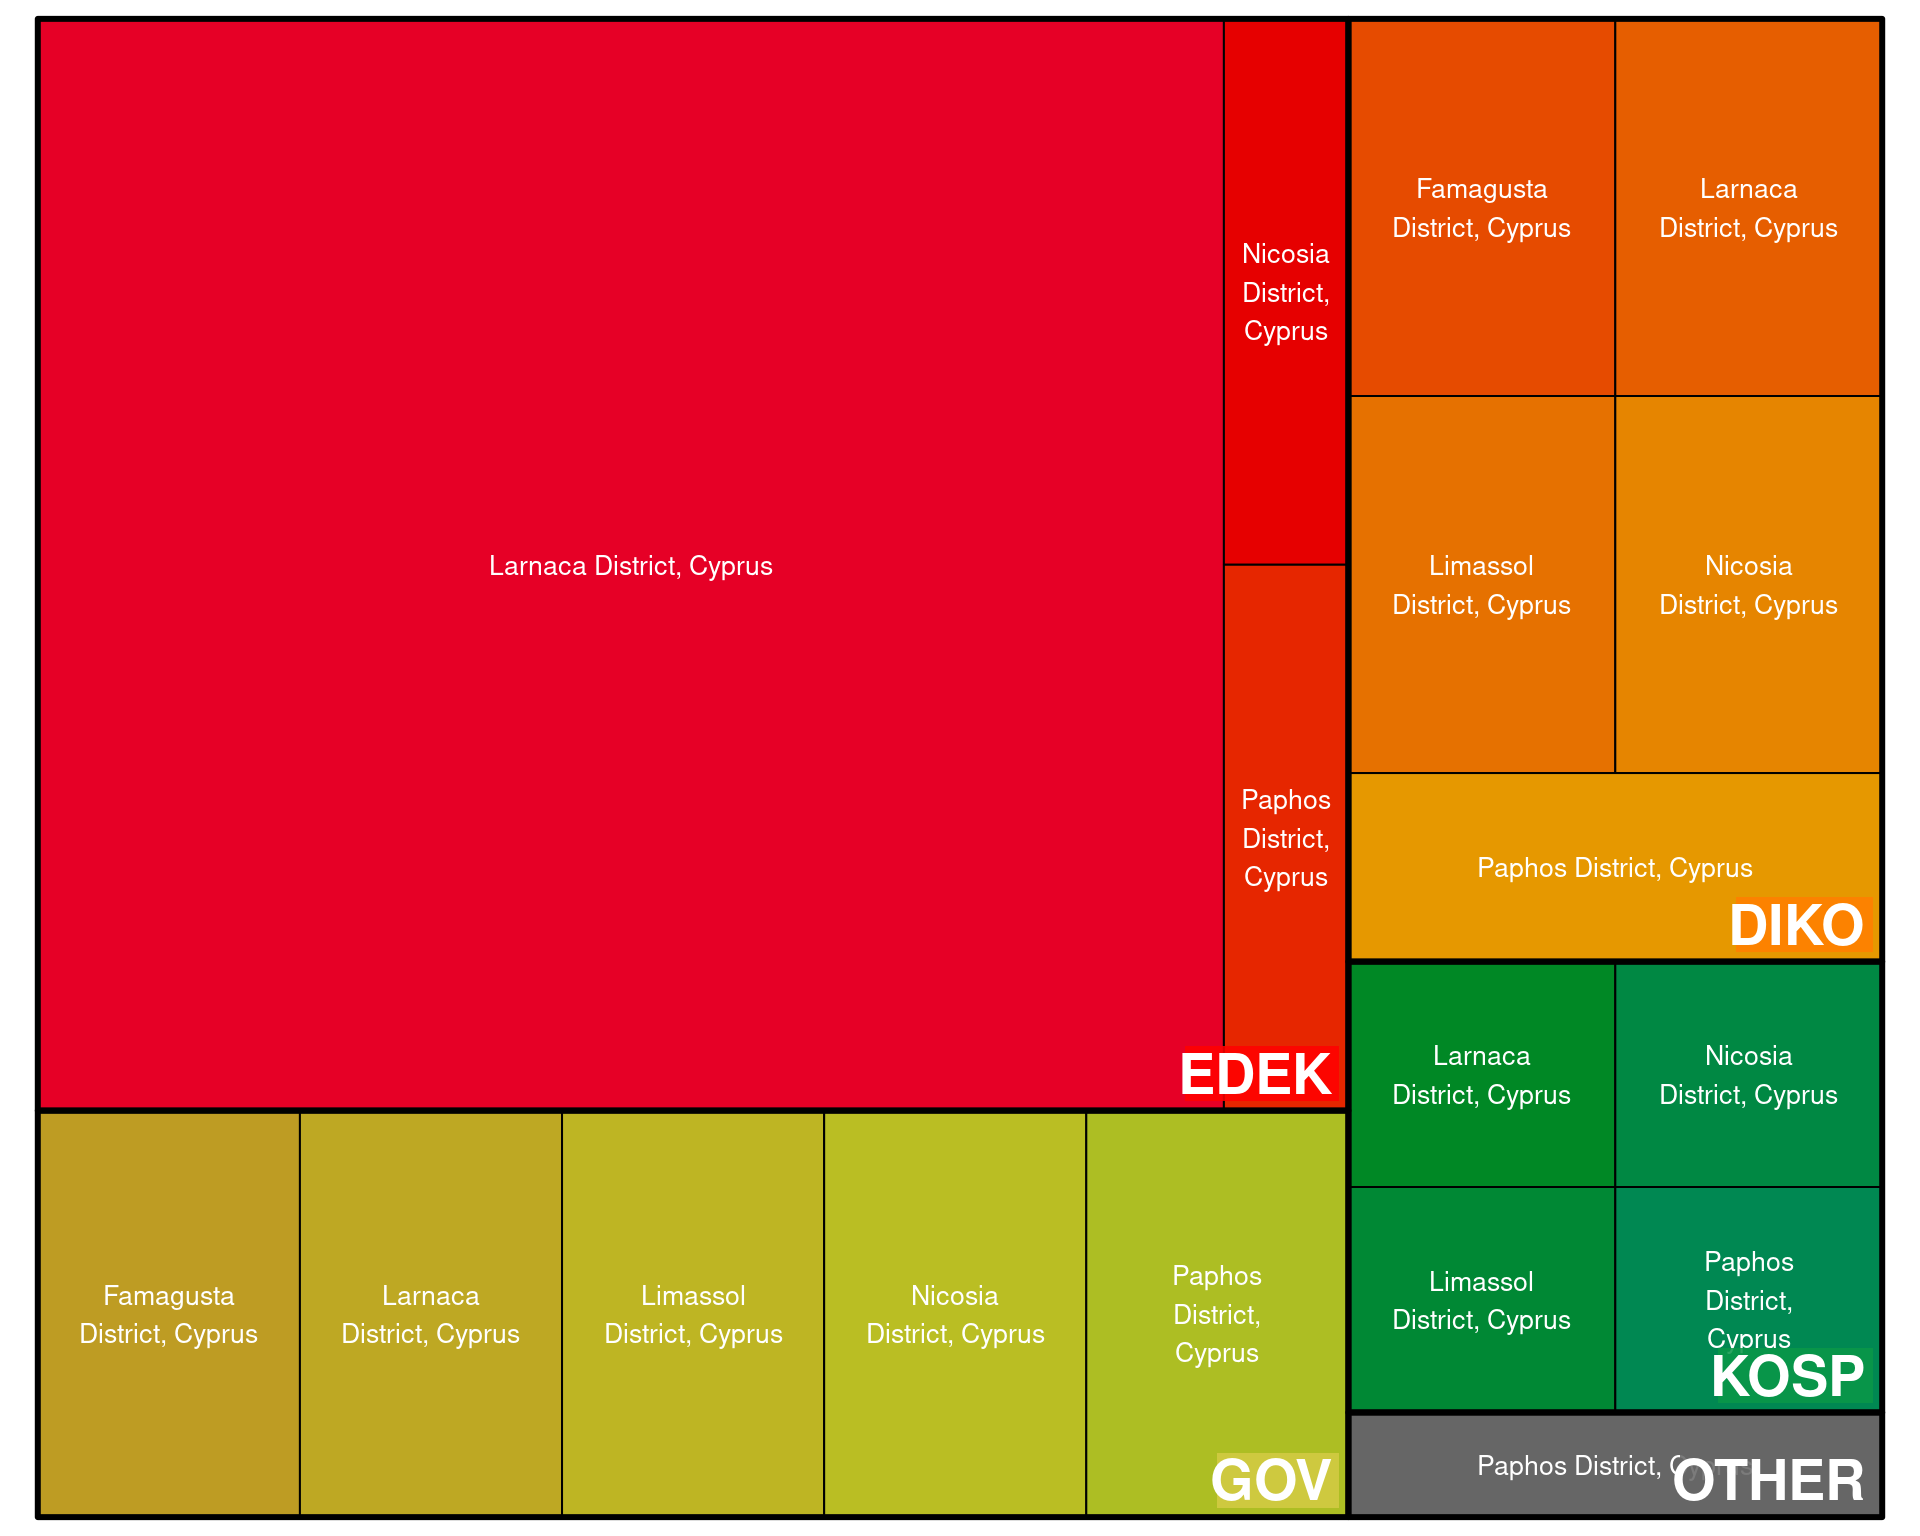 Larnaca District, Cyprus
Nicosia
District,
Cyprus
Paphos
District,
Cyprus
EDEK
Famagusta
District, Cyprus
Larnaca
District, Cyprus
Limassol
District, Cyprus
Nicosia
District, Cyprus
Paphos District, Cyprus
DIKO
Famagusta
District, Cyprus
Larnaca
District, Cyprus
Limassol
District, Cyprus
Nicosia
District, Cyprus
Paphos
District,
Cyprus
GOV
Larnaca
District, Cyprus
Nicosia
District, Cyprus
Limassol
District, Cyprus
Paphos
District,
Cyprus
KOSP
Paphos District, Cyprus
OTHER